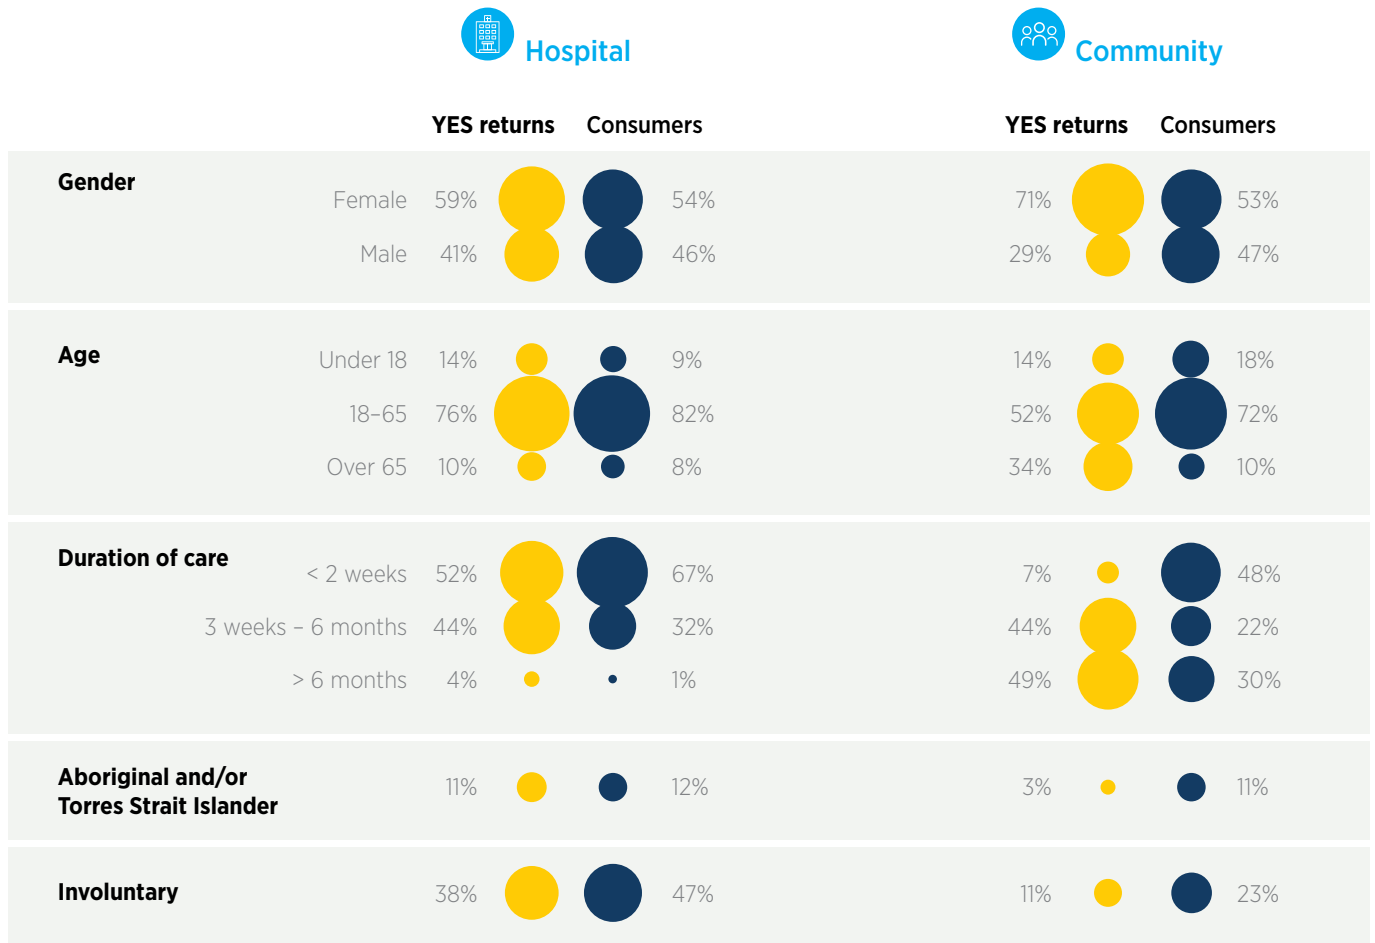 Hospital Community
YES returns Consumers YES returns Consumers
Gender
Female 59% 54% 71% 53%
Male 41% 46% 29% 47%
Age
Under 18 14% 9% 14% 18%
18–65 76% 82% 52% 72%
Over 65 10% 8% 34% 10%
Duration of care
< 2 weeks 52% 67% 7% 48%
3 weeks – 6 months 44% 32% 44% 22%
> 6 months 4% 1% 49% 30%
Aboriginal and/or
Torres Strait Islander
11% 12% 3% 11%
Involuntary 38% 47% 11% 23%